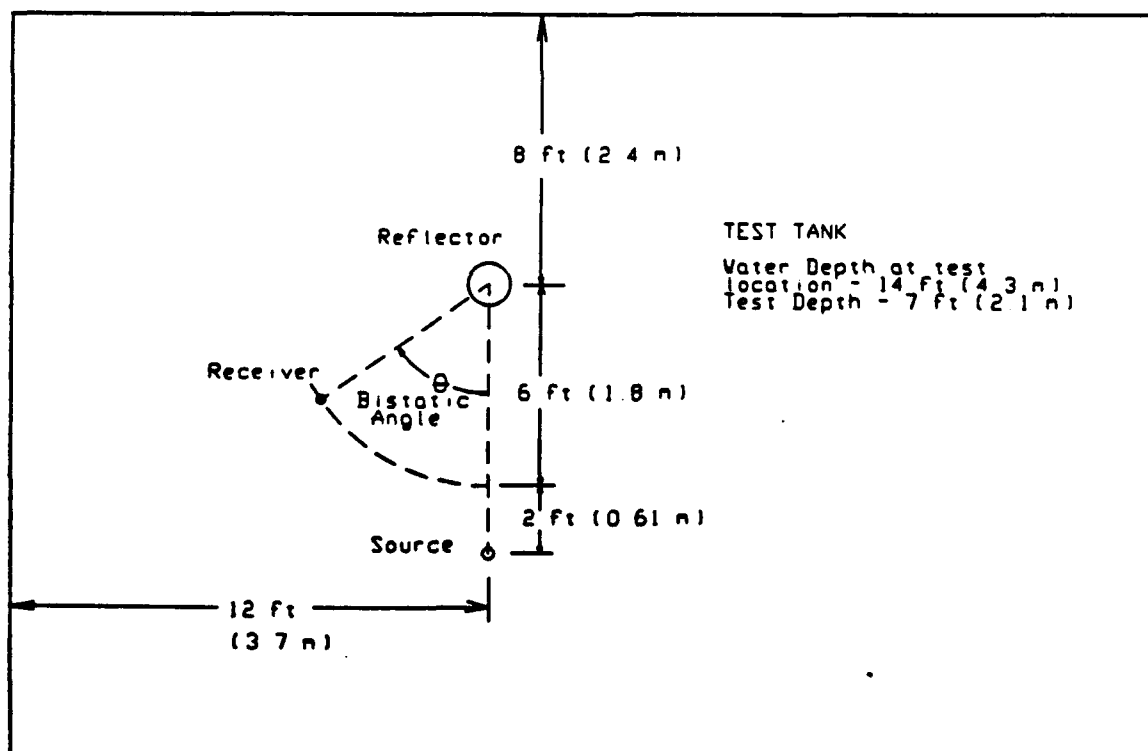 8 ft (2 4 m)
Reflector
TEST TANK
Water Depth at test
location - 14 ft (4.3 m)
Test Depth - 7 ft (2.1 m)
Receiver
θ
Bistatic
Angle
6 ft (1.8 m)
2 ft (0 61 m)
Source
12 ft
(3 7 m)